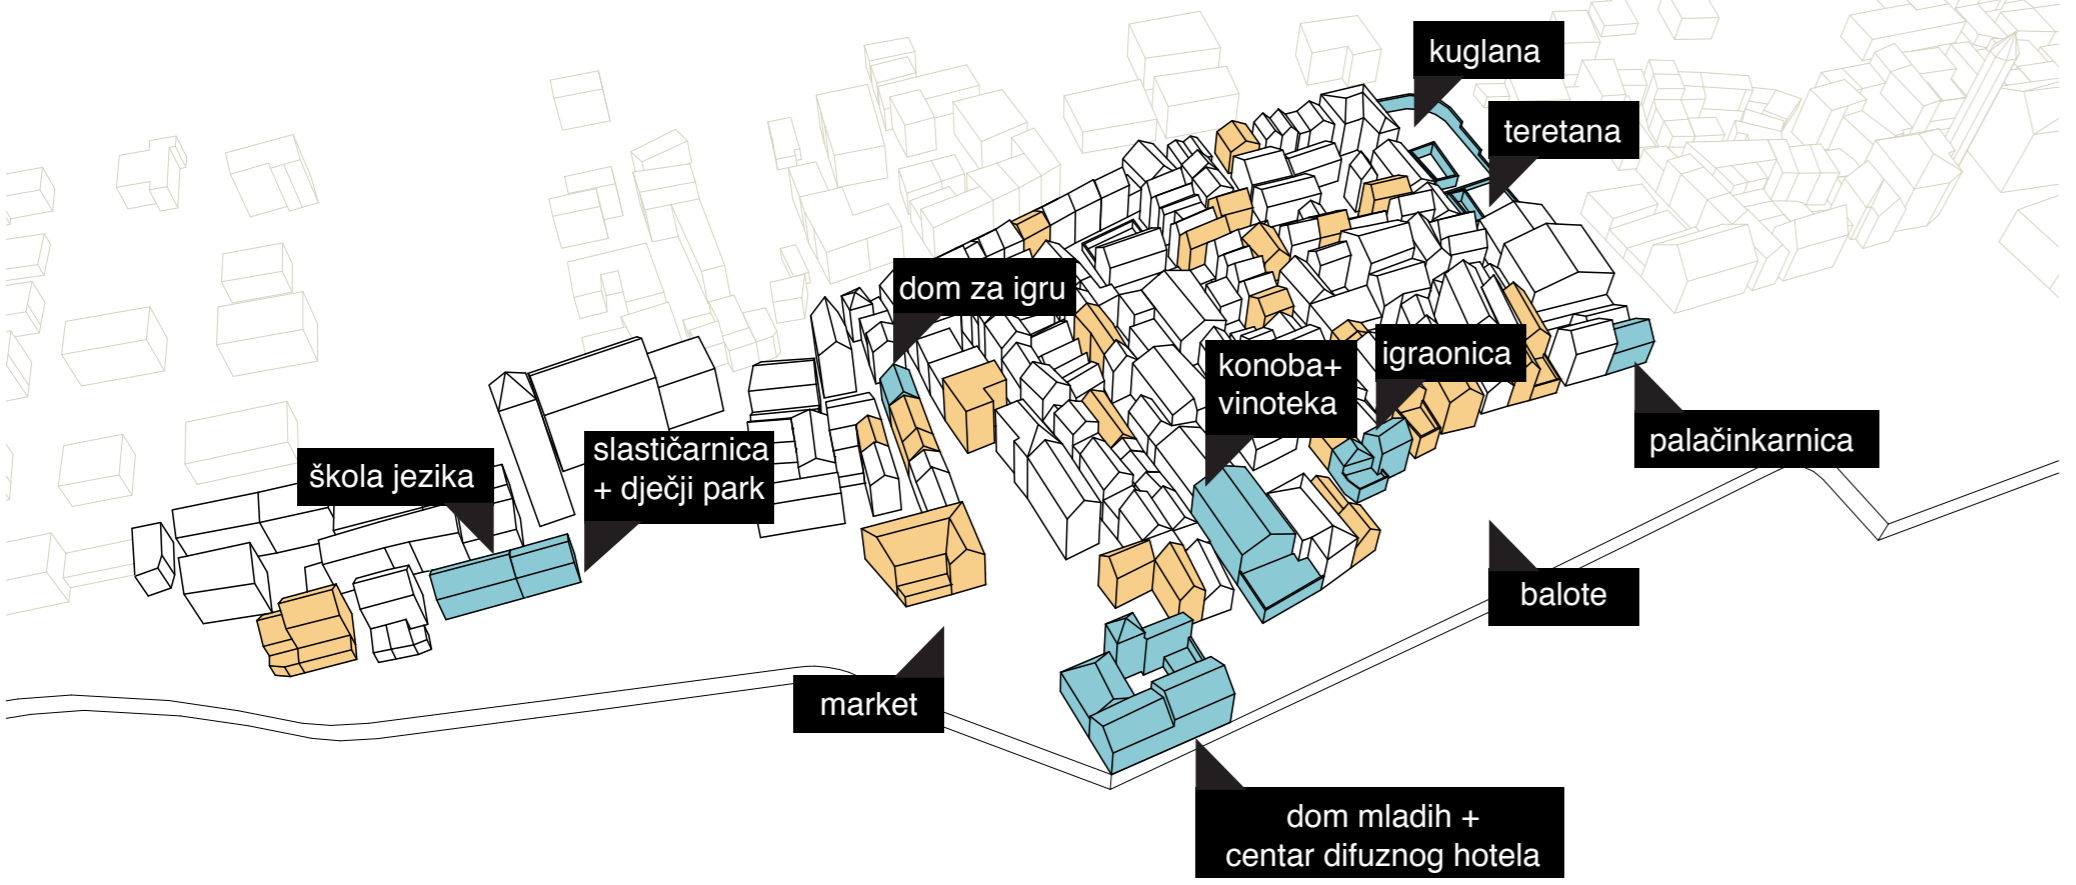 kuglana
teretana
dom za igru
konoba+
vinoteka
igraonica
palačinkarnica
škola jezika
slastičarnica
+ dječji park
balote
market
dom mladih +
centar difuznog hotela